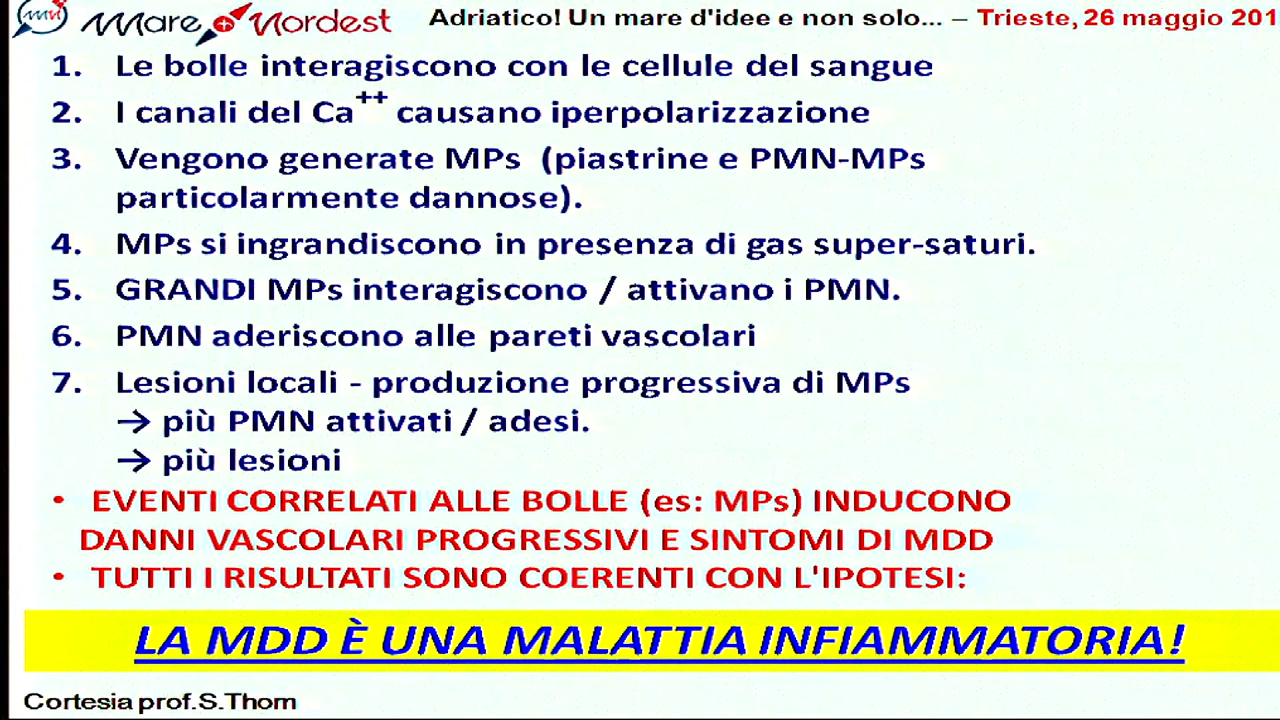 Mare Nordest
Adriatico! Un mare d'idee e non solo... – Trieste, 26 maggio 201
1. Le bolle interagiscono con le cellule del sangue
2. I canali del Ca++ causano iperpolarizzazione
3. Vengono generate MPs (piastrine e PMN-MPs
particolarmente dannose).
4. MPs si ingrandiscono in presenza di gas super-saturi.
5. GRANDI MPs interagiscono / attivano i PMN.
6. PMN aderiscono alle pareti vascolari
7. Lesioni locali - produzione progressiva di MPs
→ più PMN attivati / adesi.
→ più lesioni
• EVENTI CORRELATI ALLE BOLLE (es: MPs) INDUCONO
DANNI VASCOLARI PROGRESSIVI E SINTOMI DI MDD
• TUTTI I RISULTATI SONO COERENTI CON L'IPOTESI:
LA MDD È UNA MALATTIA INFIAMMATORIA!
Cortesia prof.S.Thom